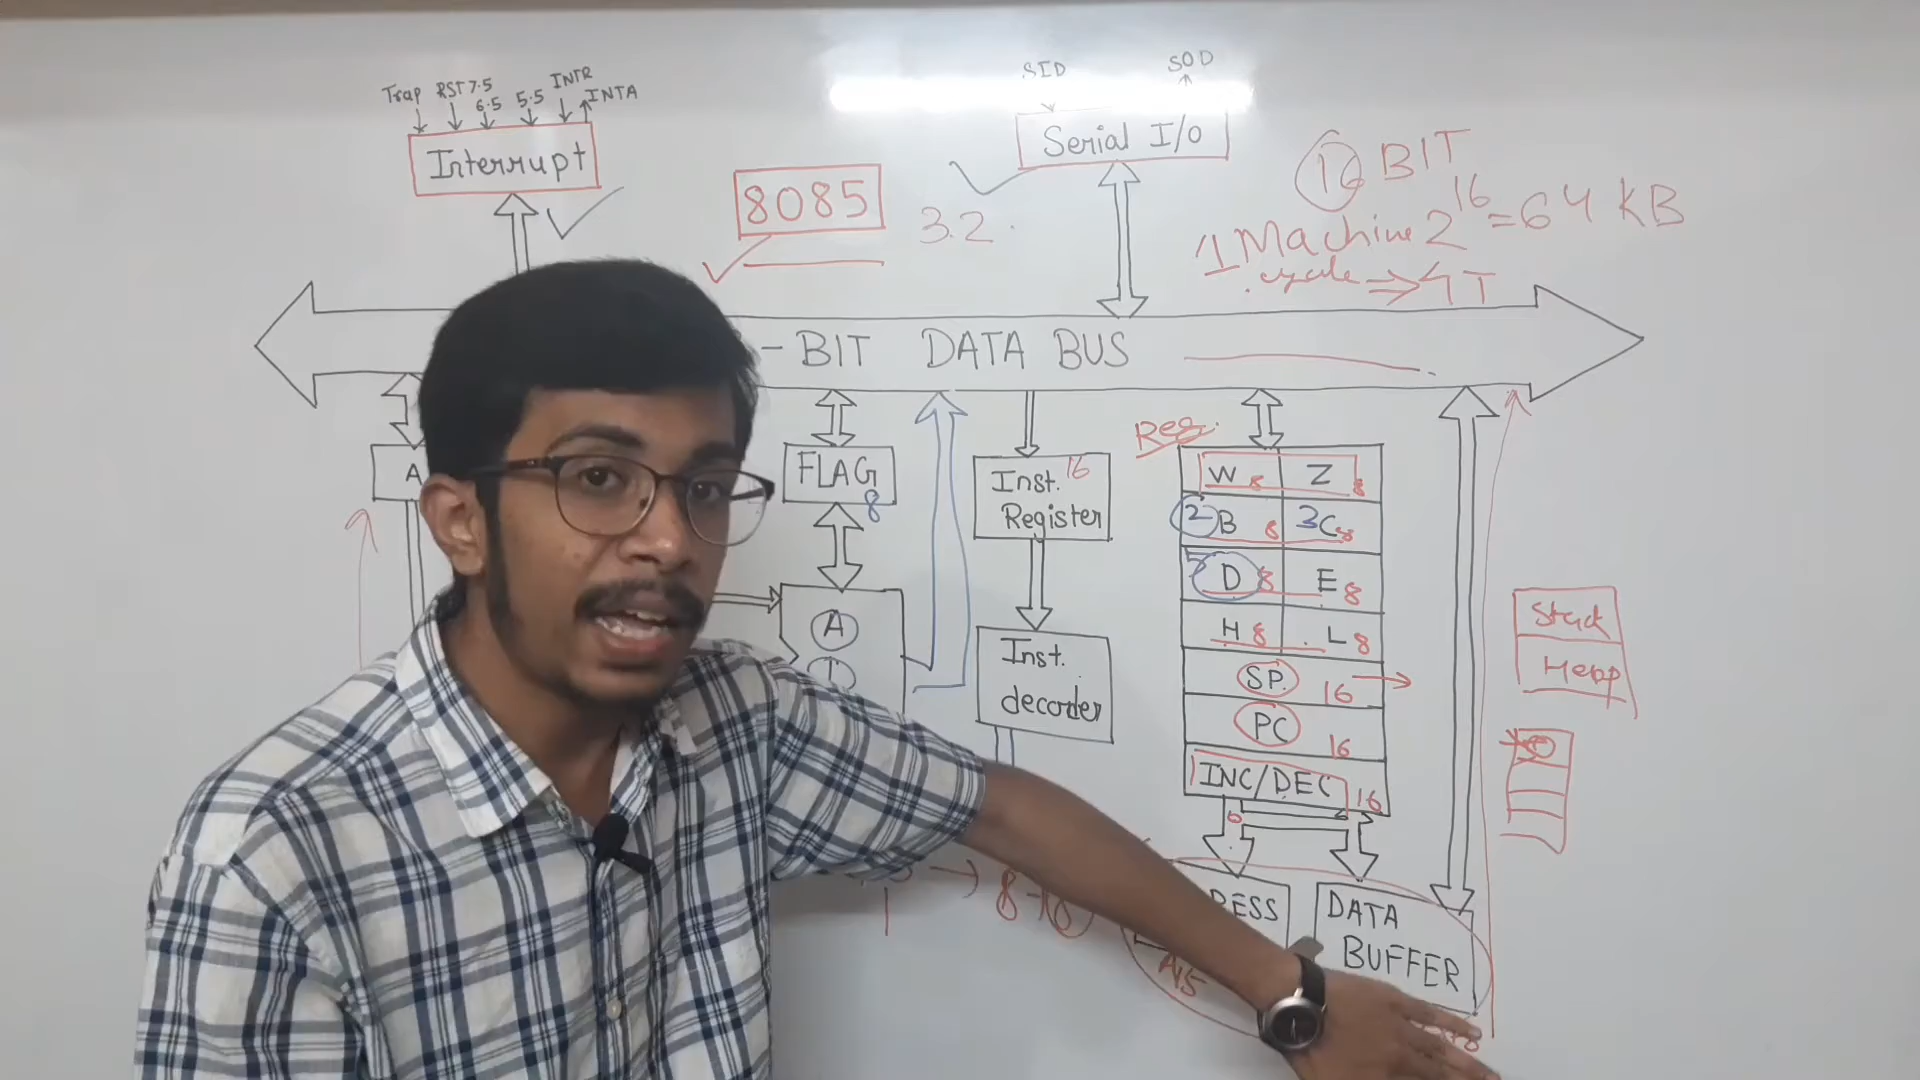 Trap RST 7.5 6.5 5.5 INTR INTA
Interrupt
8085
3.2
SID SOD
Serial I/O
16 BIT
2^16 = 64 KB
1 Machine cycle => 4T
-BIT DATA BUS
A
FLAG 8
A
Inst. 16
Register
Inst.
decoder
Reg.
W 8 Z 8
2 B 8 3 C 8
D 8 E 8
H 8 L 8
SP 16
PC 16
INC/DEC 16
RESS
A15
DATA
BUFFER
Stack
Heap